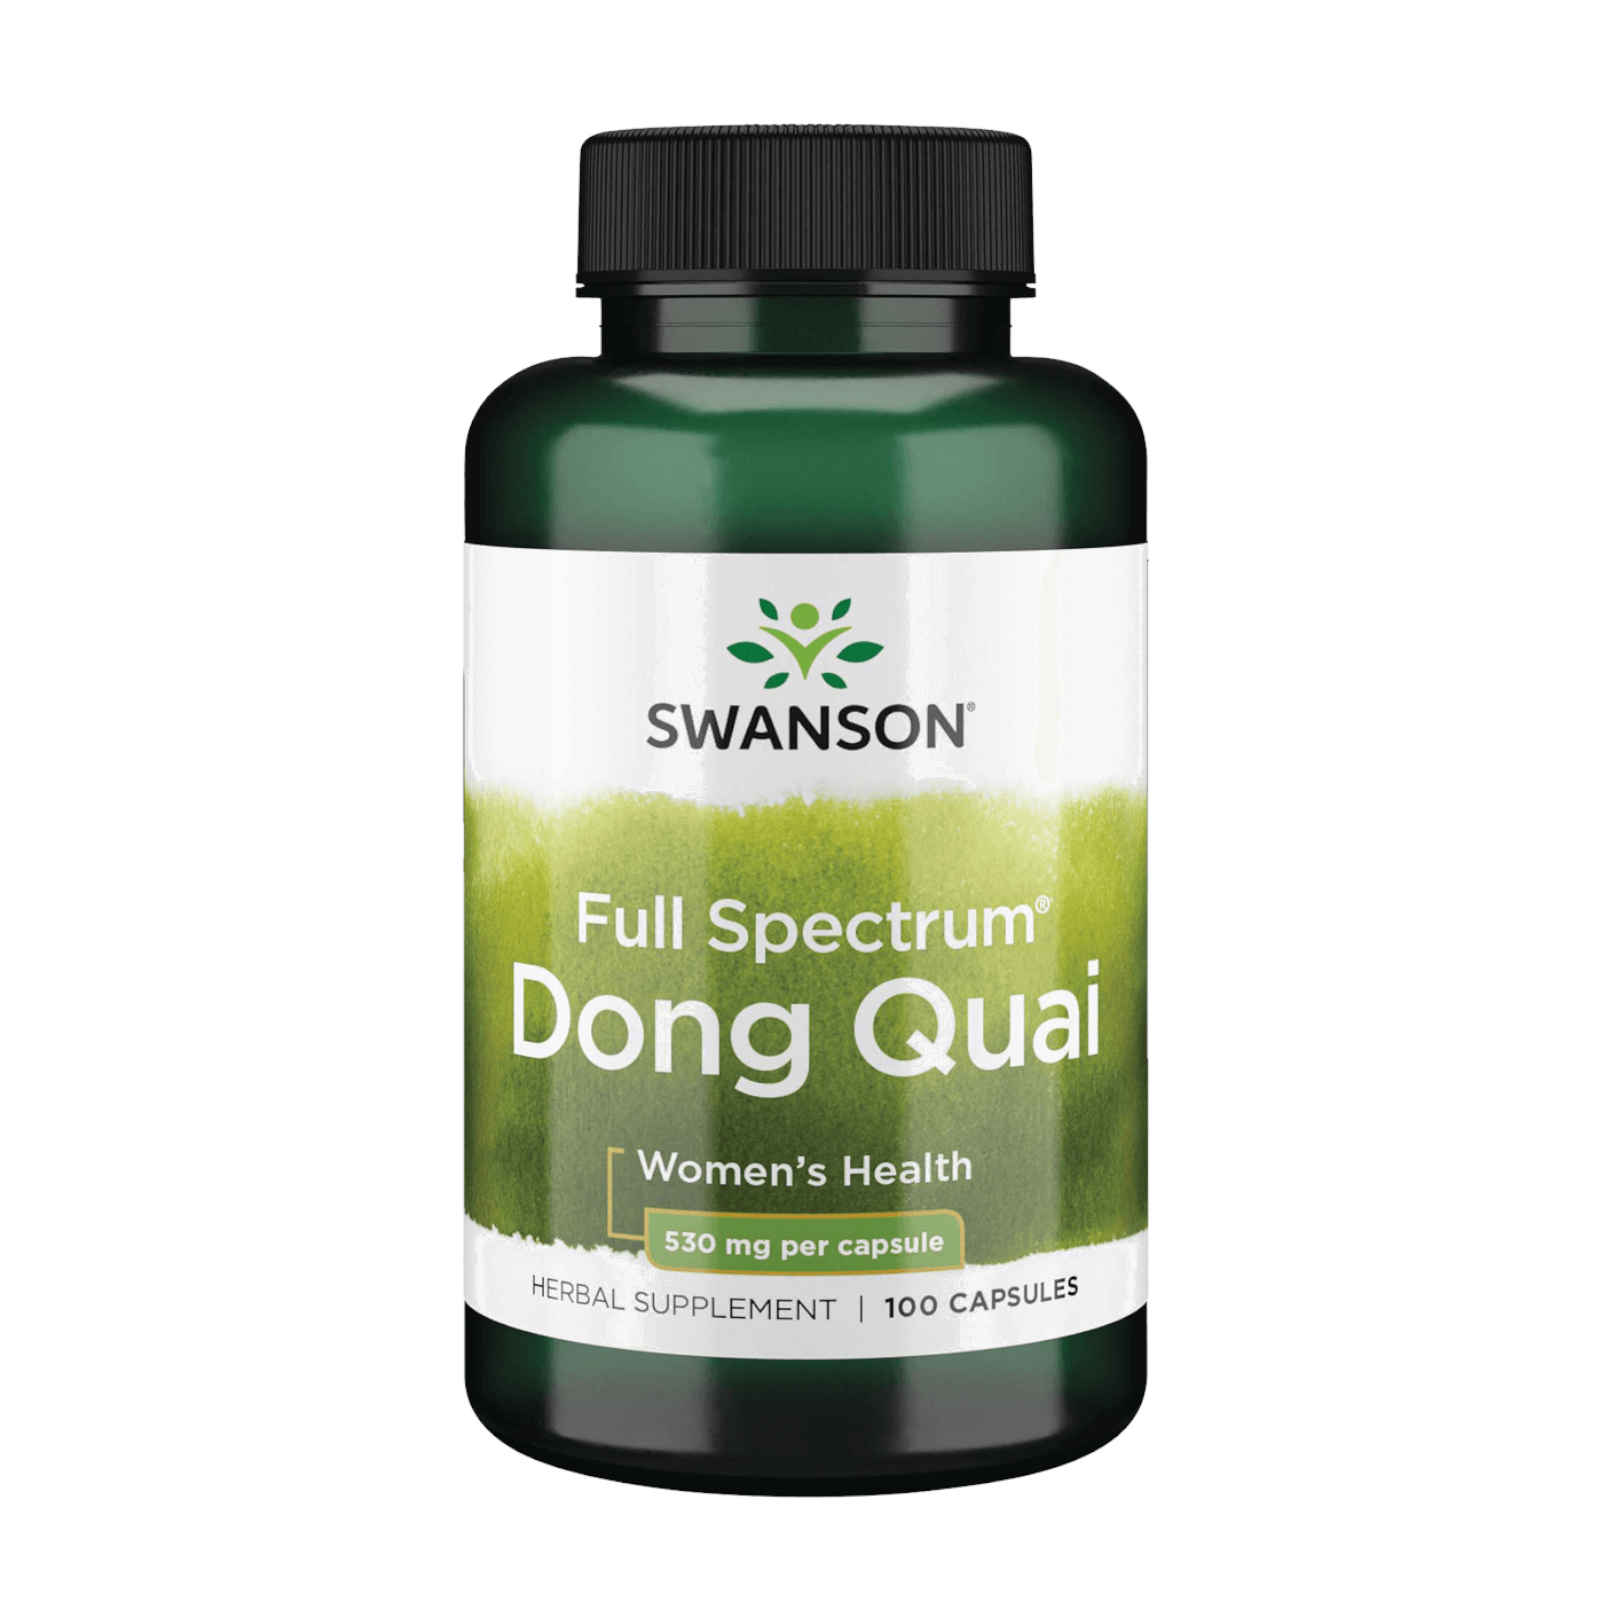 SWANSON®
Full Spectrum®
Dong Quai
Women's Health
530 mg per capsule
HERBAL SUPPLEMENT | 100 CAPSULES